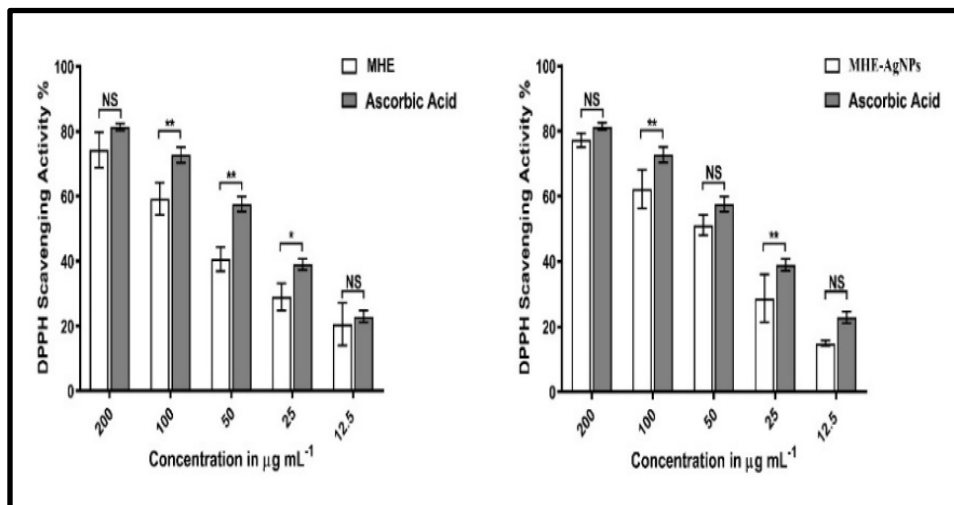 MHE
Ascorbic Acid
DPPH Scavenging Activity %
100
80
60
40
20
0
NS
**
**
*
NS
200
100
50
25
12.5
Concentration in μg mL⁻¹
MHE-AgNPs
Ascorbic Acid
DPPH Scavenging Activity %
100
80
60
40
20
0
NS
**
NS
**
NS
200
100
50
25
12.5
Concentration in μg mL⁻¹